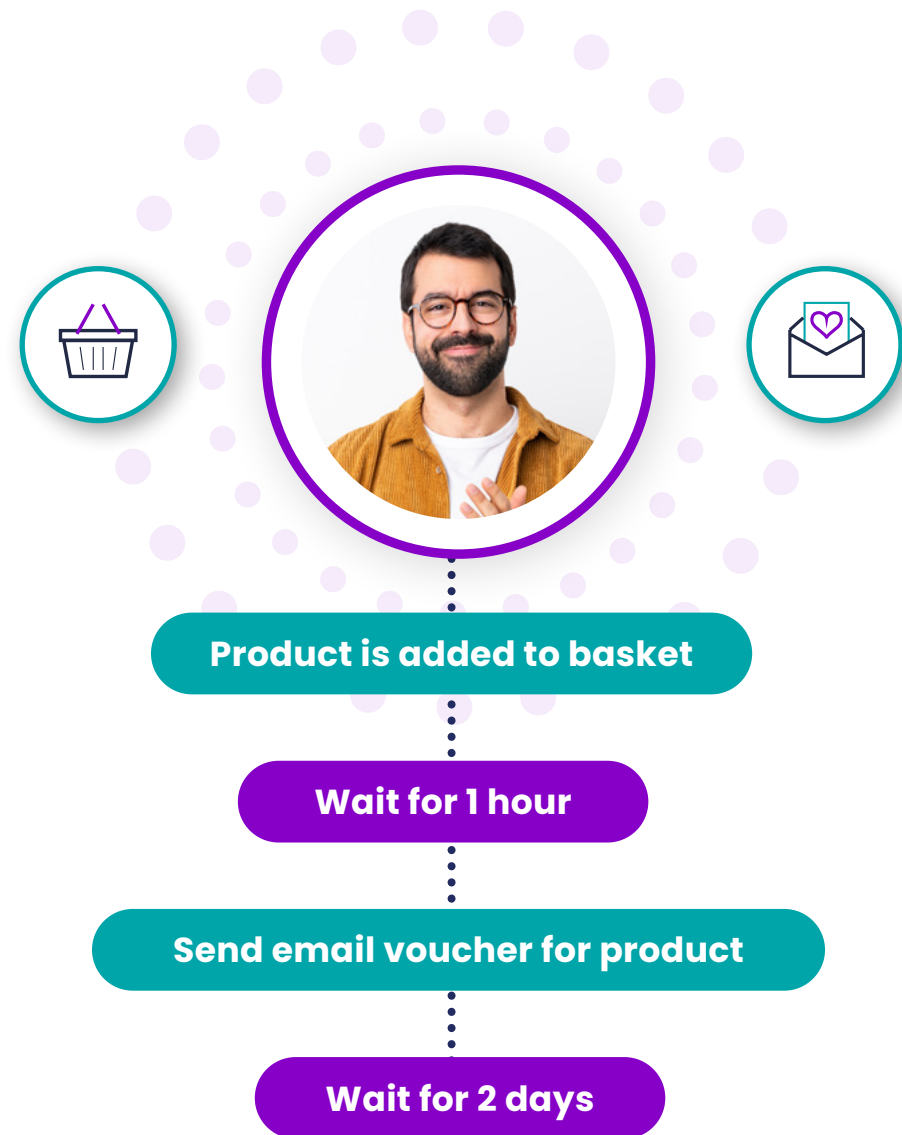 Product is added to basket
Wait for 1 hour
Send email voucher for product
Wait for 2 days